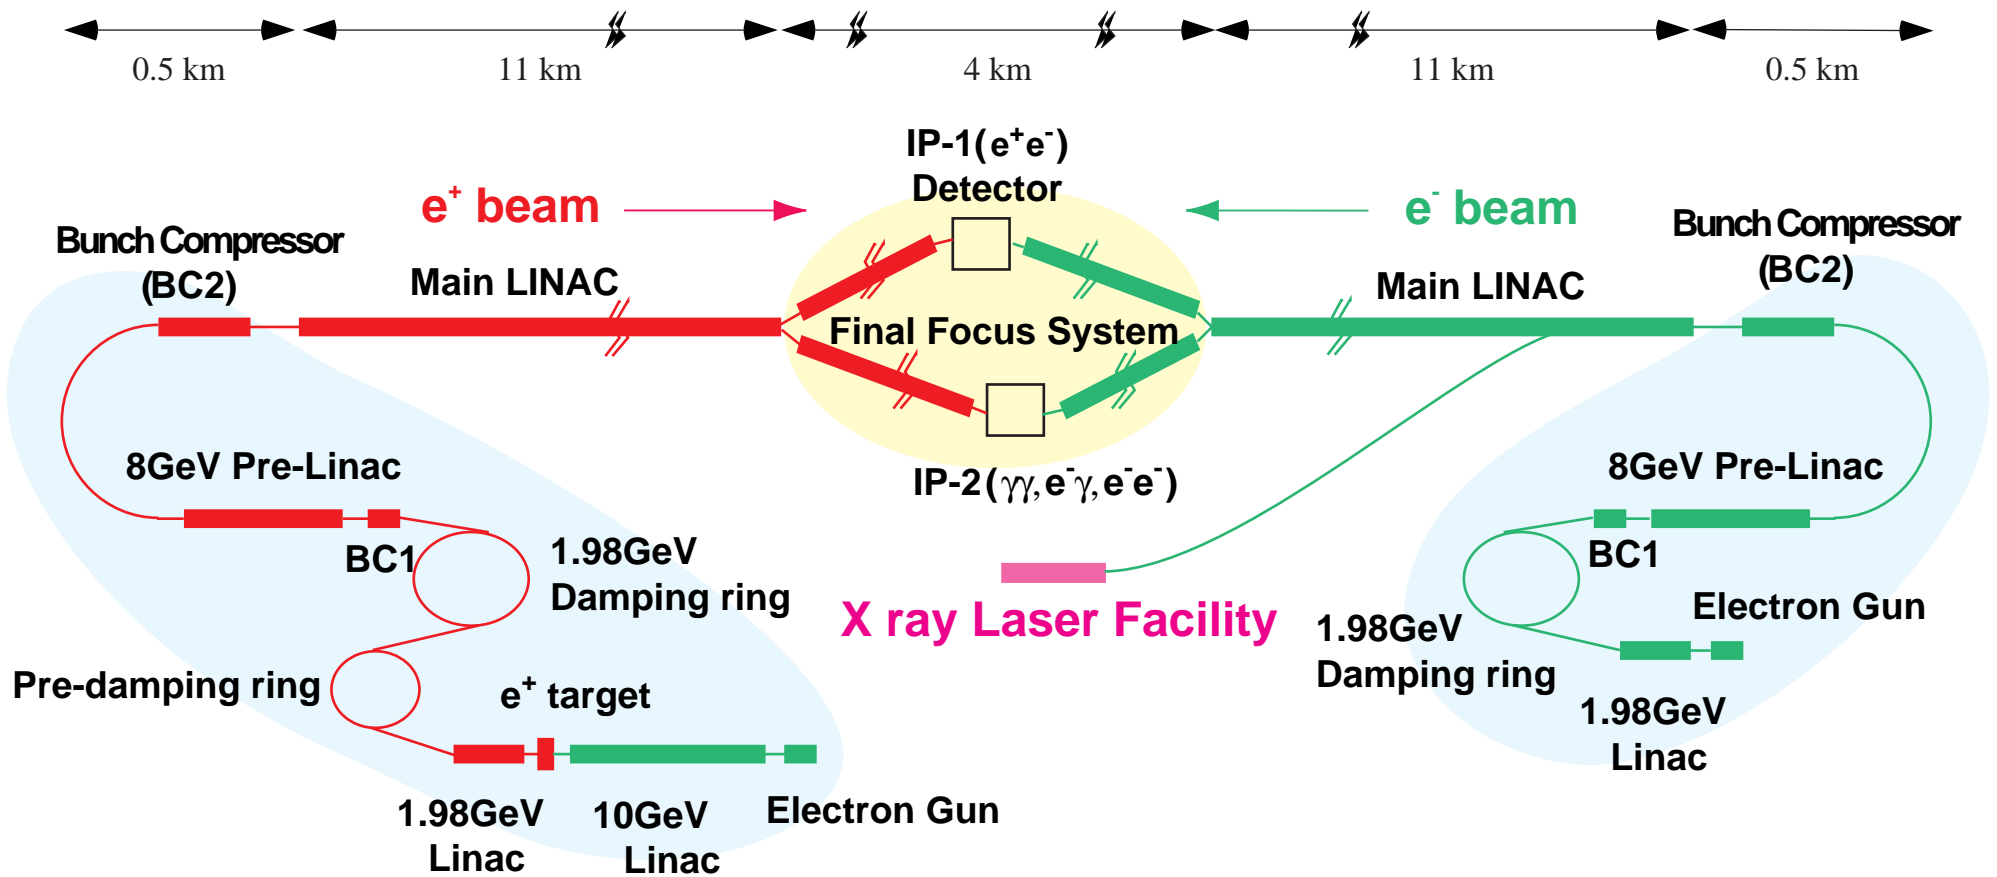 0.5 km
11 km
4 km
11 km
0.5 km
IP-1(e⁺e⁻)
Detector
e⁺ beam
e⁻ beam
Bunch Compressor
(BC2)
Main LINAC
Bunch Compressor
(BC2)
Main LINAC
Final Focus System
8GeV Pre-Linac
IP-2(γγ,e⁻γ,e⁻e⁻)
8GeV Pre-Linac
BC1
1.98GeV
Damping ring
BC1
X ray Laser Facility
Electron Gun
1.98GeV
Damping ring
Pre-damping ring
e⁺ target
1.98GeV
Linac
1.98GeV
Linac
10GeV
Linac
Electron Gun